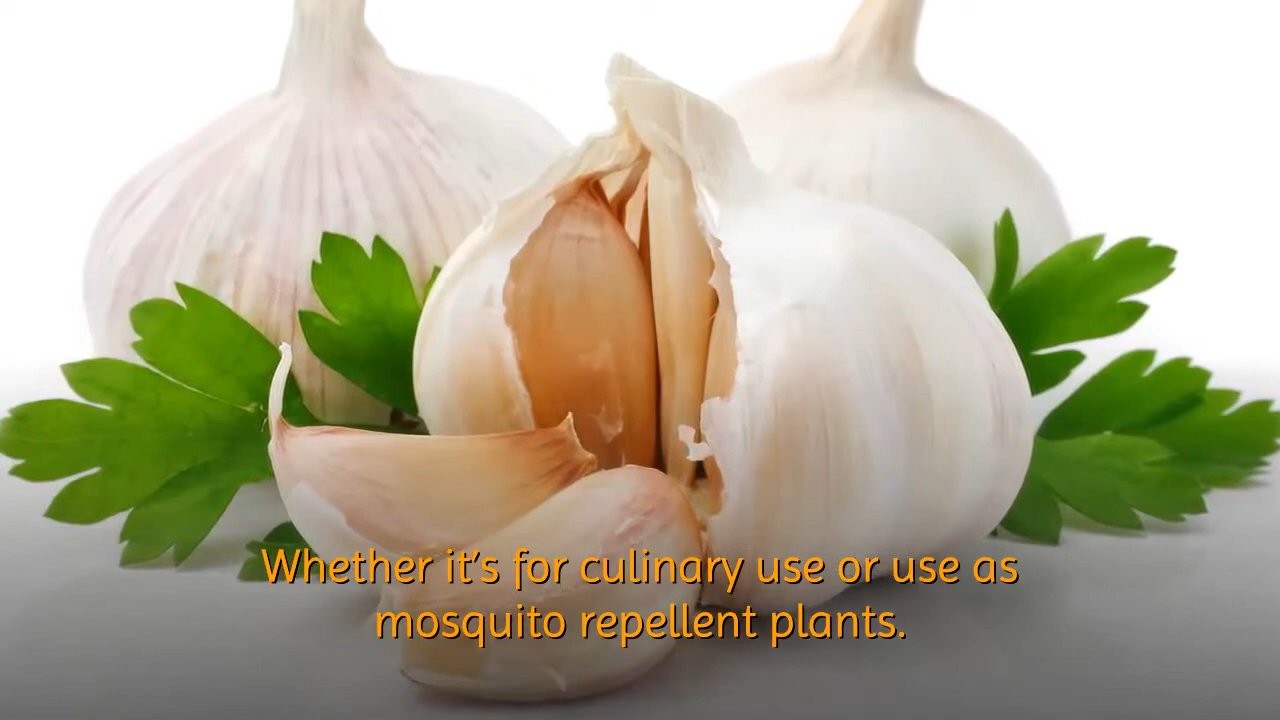 Whether it's for culinary use or use as
mosquito repellent plants.